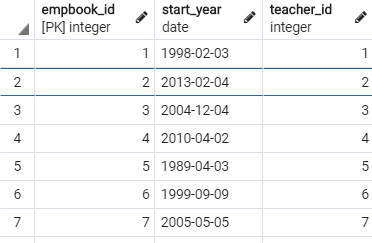 empbook_id start_year teacher_id
[PK] integer date integer
1 1 1998-02-03 1
2 2 2013-02-04 2
3 3 2004-12-04 3
4 4 2010-04-02 4
5 5 1989-04-03 5
6 6 1999-09-09 6
7 7 2005-05-05 7